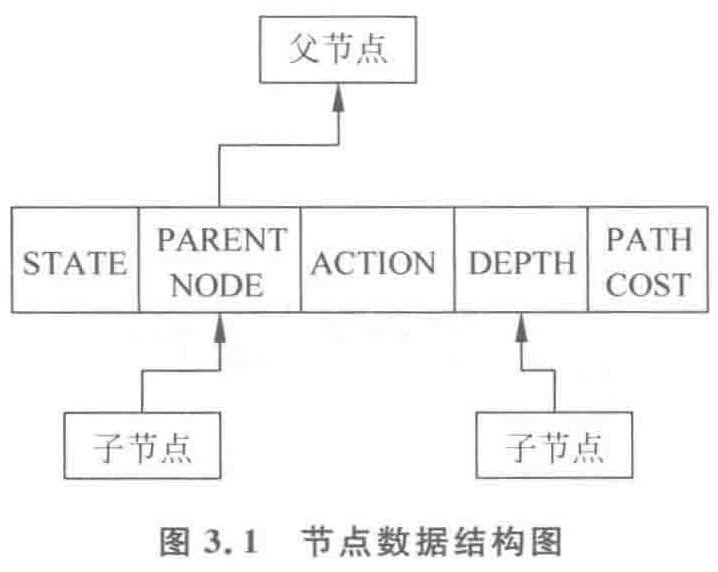 父节点
STATE
PARENT
NODE
ACTION
DEPTH
PATH
COST
子节点
子节点
图 3.1 节点数据结构图